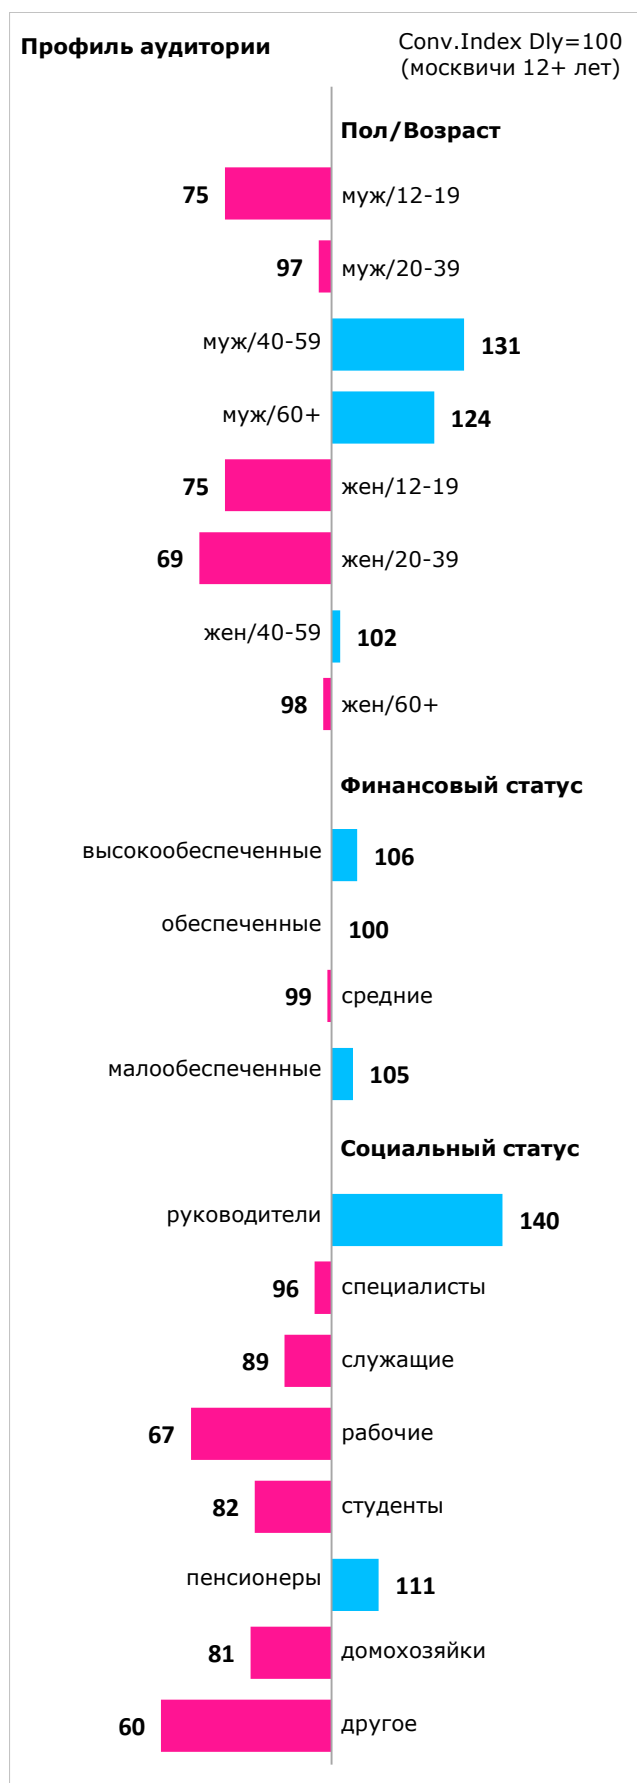 Профиль аудитории
Conv.Index Dly=100
(москвичи 12+ лет)
Пол/Возраст
75 муж/12-19
97 муж/20-39
муж/40-59 131
муж/60+ 124
75 жен/12-19
69 жен/20-39
жен/40-59 102
98 жен/60+
Финансовый статус
высокообеспеченные 106
обеспеченные 100
99 средние
малообеспеченные 105
Социальный статус
руководители 140
96 специалисты
89 служащие
67 рабочие
82 студенты
пенсионеры 111
81 домохозяйки
60 другое